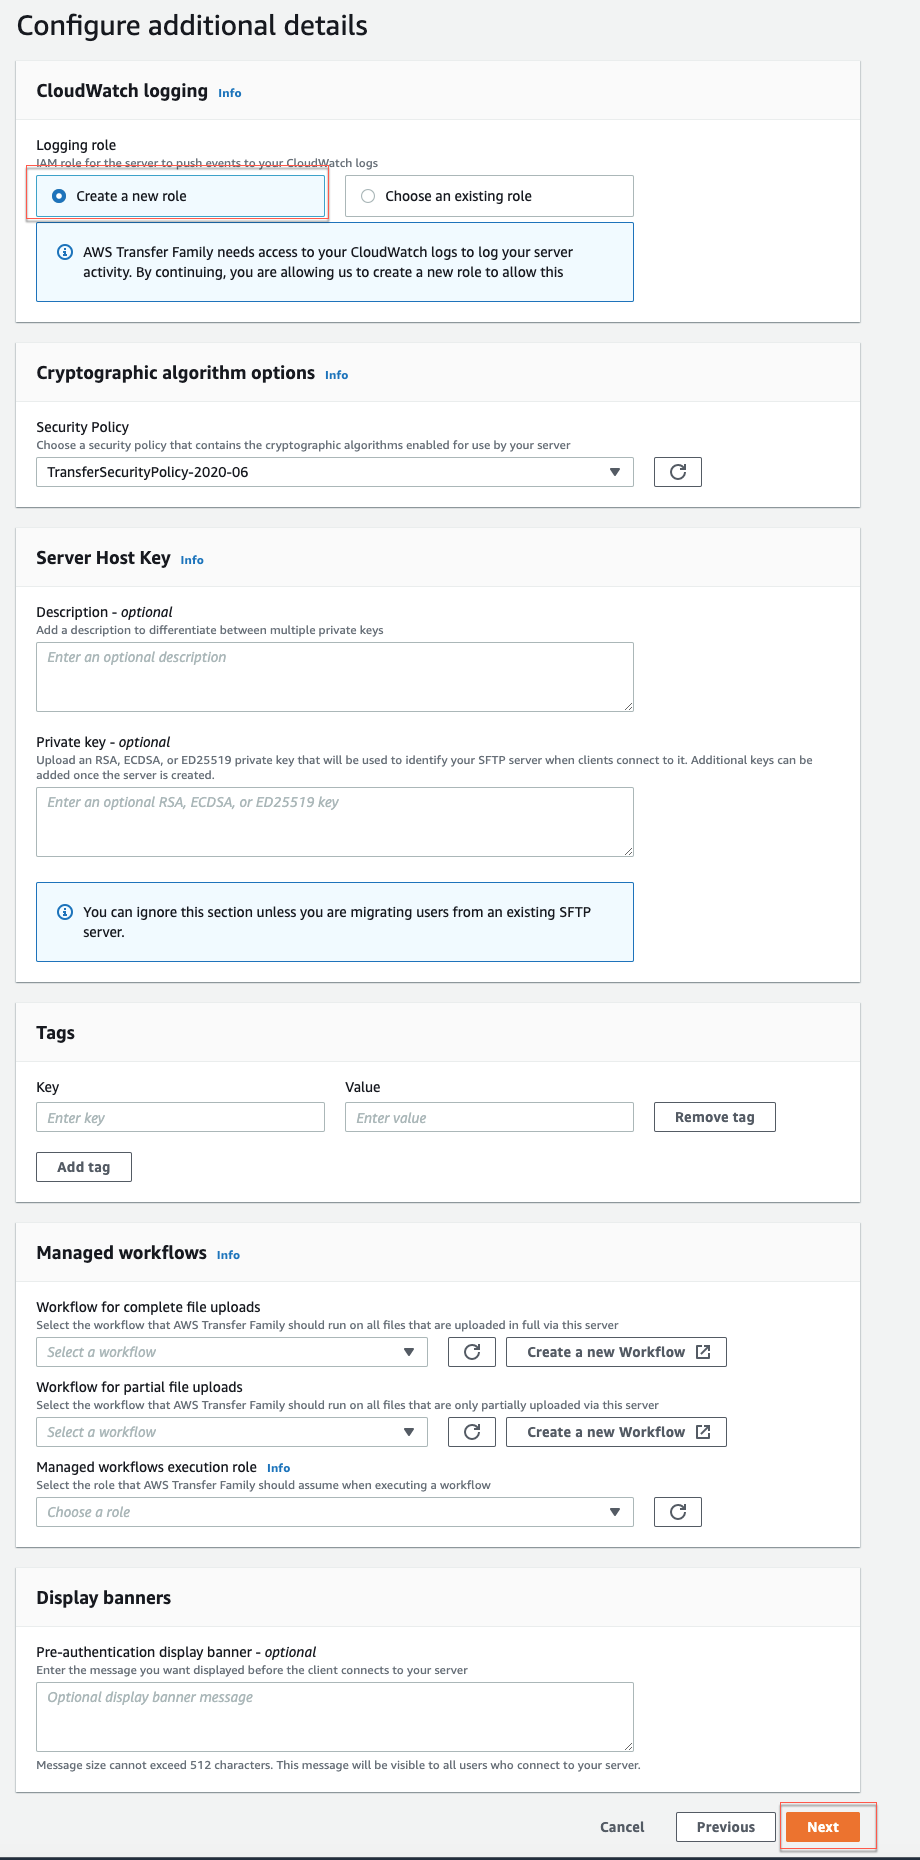 Configure additional details
CloudWatch logging Info
Logging role
IAM role for the server to push events to your CloudWatch logs
Create a new role
Choose an existing role
AWS Transfer Family needs access to your CloudWatch logs to log your server
activity. By continuing, you are allowing us to create a new role to allow this
Cryptographic algorithm options Info
Security Policy
Choose a security policy that contains the cryptographic algorithms enabled for use by your server
TransferSecurityPolicy-2020-06
Server Host Key Info
Description - optional
Add a description to differentiate between multiple private keys
Enter an optional description
Private key - optional
Upload an RSA, ECDSA, or ED25519 private key that will be used to identify your SFTP server when clients connect to it. Additional keys can be
added once the server is created.
Enter an optional RSA, ECDSA, or ED25519 key
You can ignore this section unless you are migrating users from an existing SFTP
server.
Tags
Key Value
Enter key Enter value Remove tag
Add tag
Managed workflows Info
Workflow for complete file uploads
Select the workflow that AWS Transfer Family should run on all files that are uploaded in full via this server
Select a workflow Create a new Workflow
Workflow for partial file uploads
Select the workflow that AWS Transfer Family should run on all files that are only partially uploaded via this server
Select a workflow Create a new Workflow
Managed workflows execution role Info
Select the role that AWS Transfer Family should assume when executing a workflow
Choose a role
Display banners
Pre-authentication display banner - optional
Enter the message you want displayed before the client connects to your server
Optional display banner message
Message size cannot exceed 512 characters. This message will be visible to all users who connect to your server.
Cancel Previous Next